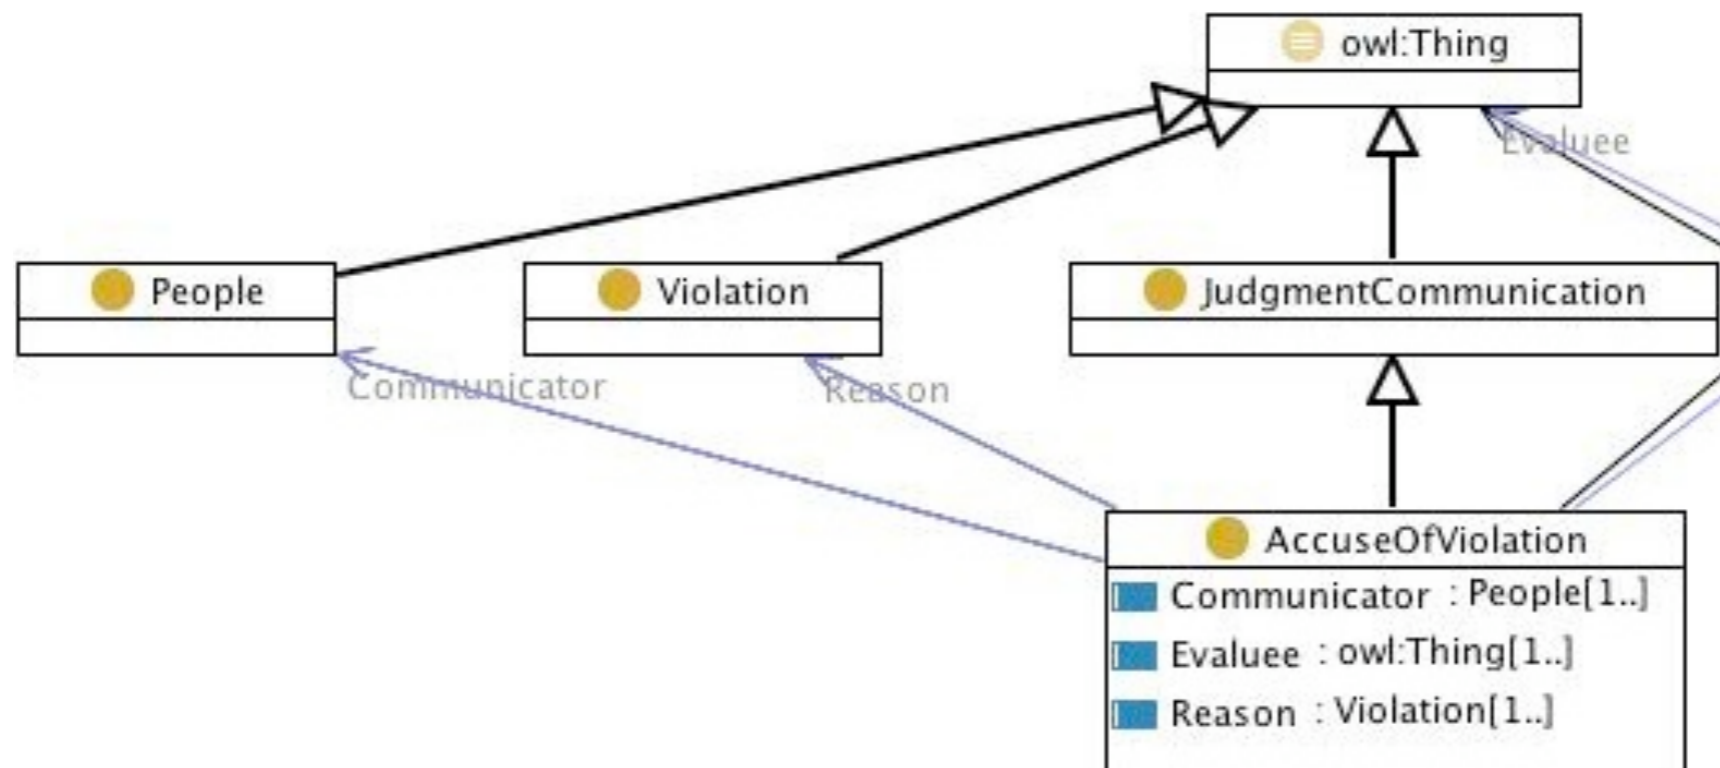 owl:Thing
Evaluee
People
Violation
JudgmentCommunication
Communicator
Reason
AccuseOfViolation
Communicator : People[1..]
Evaluee : owl:Thing[1..]
Reason : Violation[1..]